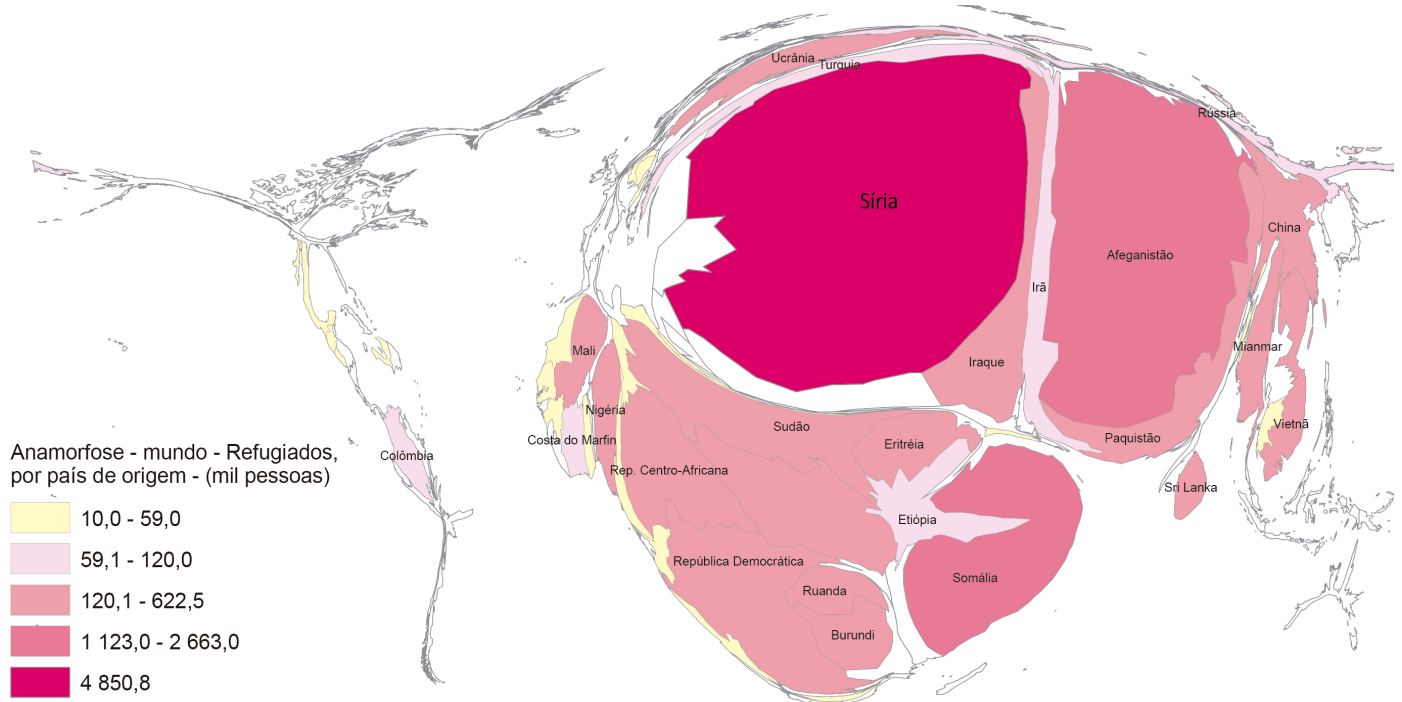 Ucrânia
Turquia
Rússia
Síria
China
Afeganistão
Irã
Mianmar
Mali
Iraque
Nigéria
Vietnã
Sudão
Costa do Marfin
Eritréia
Paquistão
Colômbia
Rep. Centro-Africana
Sri Lanka
Etiópia
República Democrática
Somália
Ruanda
Burundi
Anamorfose - mundo - Refugiados,
por país de origem - (mil pessoas)
10,0 - 59,0
59,1 - 120,0
120,1 - 622,5
1 123,0 - 2 663,0
4 850,8